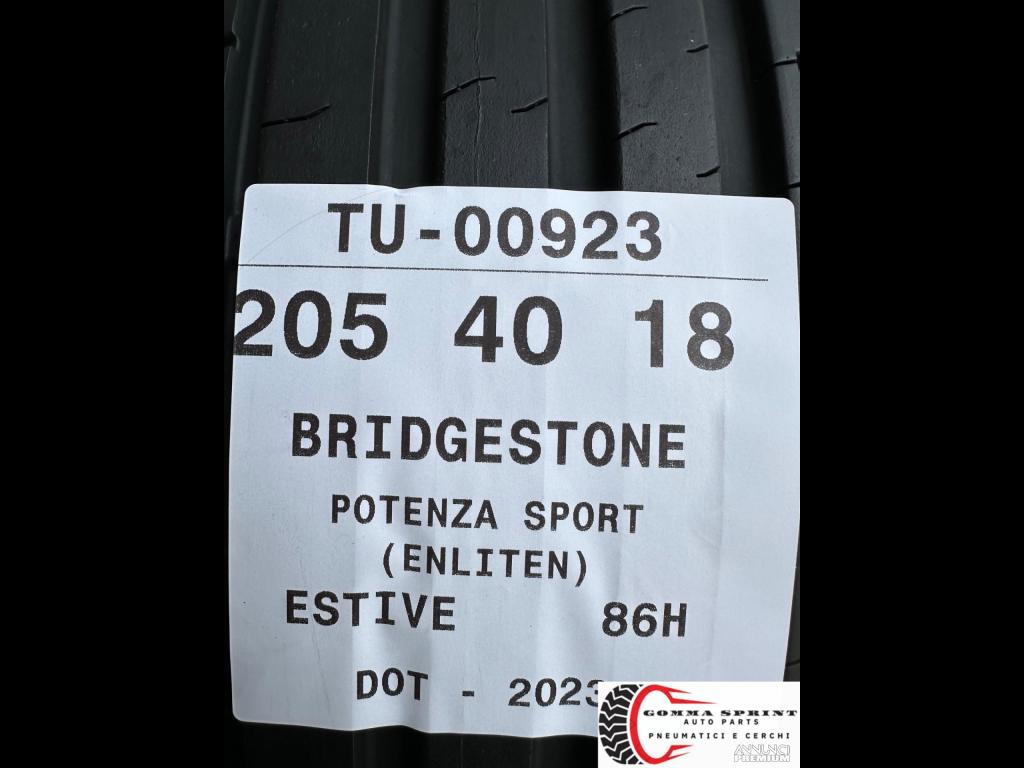 TU-00923
205 40 18
BRIDGESTONE
POTENZA SPORT
(ENLITEN)
ESTIVE 86H
DOT - 2023
GOMMA SPRINT
AUTO PARTS
PNEUMATICI E CERCHI
ANNUNCI
PREMIUM